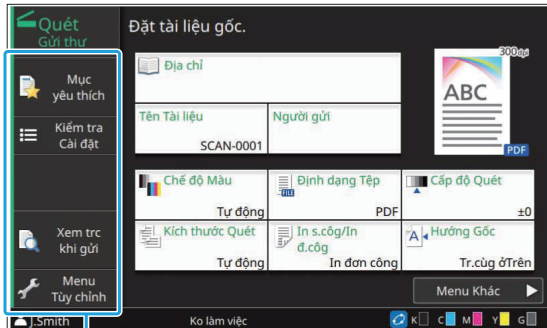 Quét
Gửi thư
Đặt tài liệu gốc.
Mục
yêu thích
Kiểm tra
Cài đặt
Xem trc
khi gửi
Menu
Tùy chỉnh
Địa chỉ
Tên Tài liệu
SCAN-0001
Người gửi
300dpi
ABC
PDF
Chế độ Màu
Tự động
Định dạng Tệp
PDF
Cấp độ Quét
±0
Kích thước Quét
Tự động
In s.côg/In
đ.côg
In đơn công
Hướng Gốc
Tr.cùg ởTrên
Menu Khác
J.Smith
Ko làm việc
K C M Y G